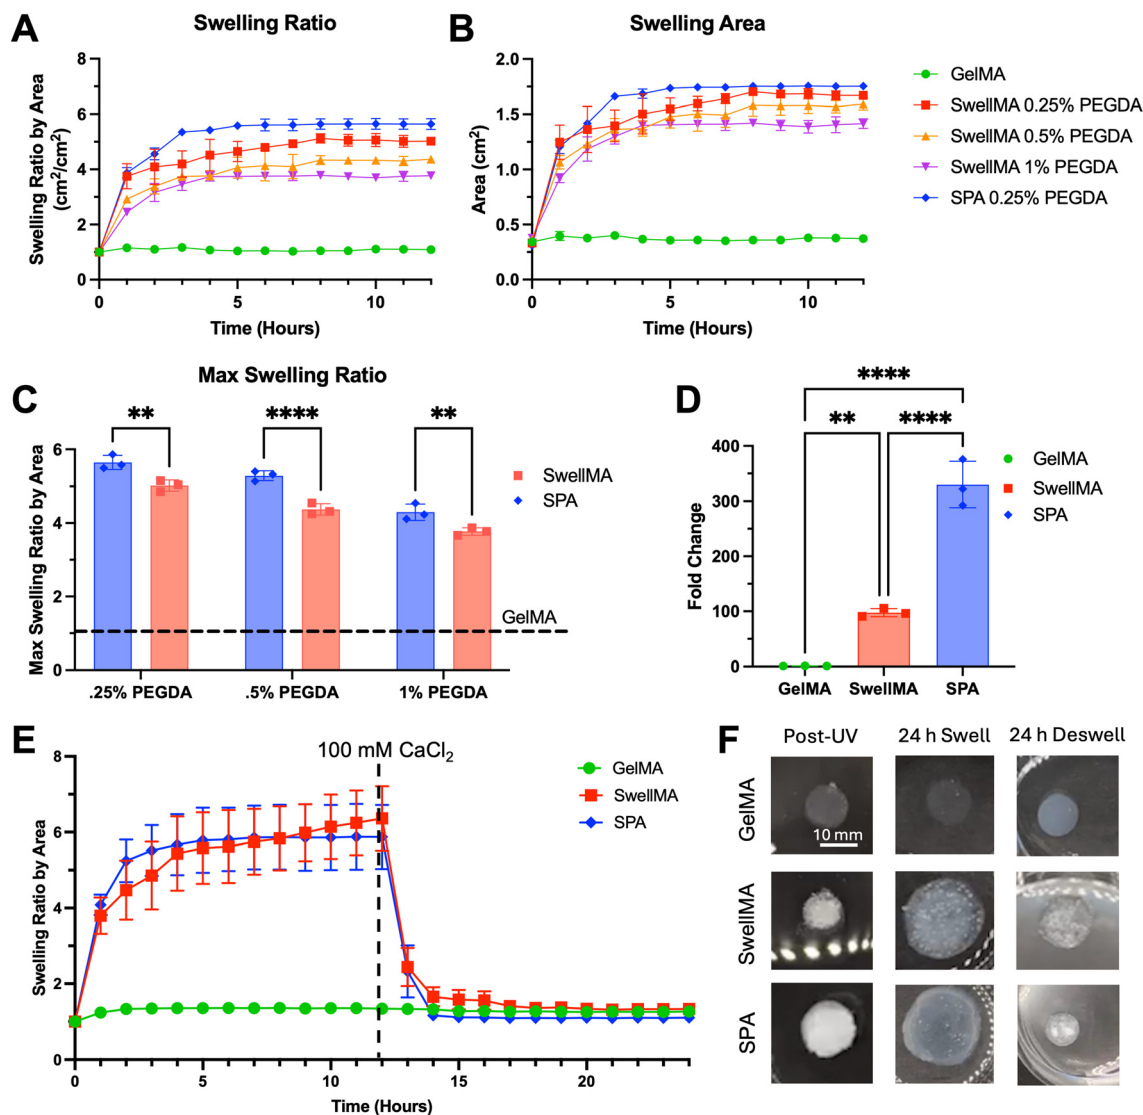 A
Swelling Ratio
Swelling Ratio by Area
(cm²/cm²)
8
6
4
2
0
0
5
10
Time (Hours)
B
Swelling Area
Area (cm²)
2.0
1.5
1.0
0.5
0.0
0
5
10
Time (Hours)
GelMA
SwellMA 0.25% PEGDA
SwellMA 0.5% PEGDA
SwellMA 1% PEGDA
SPA 0.25% PEGDA
C
Max Swelling Ratio
Max Swelling Ratio by Area
6
4
2
0
**
****
**
SwellMA
SPA
GelMA
.25% PEGDA
.5% PEGDA
1% PEGDA
D
****
**
****
Fold Change
400
300
200
100
0
GelMA
SwellMA
SPA
GelMA
SwellMA
SPA
E
100 mM CaCl₂
Swelling Ratio by Area
8
6
4
2
0
0
5
10
15
20
Time (Hours)
GelMA
SwellMA
SPA
F
Post-UV
24 h Swell
24 h Deswell
GelMA
10 mm
SwellMA
SPA